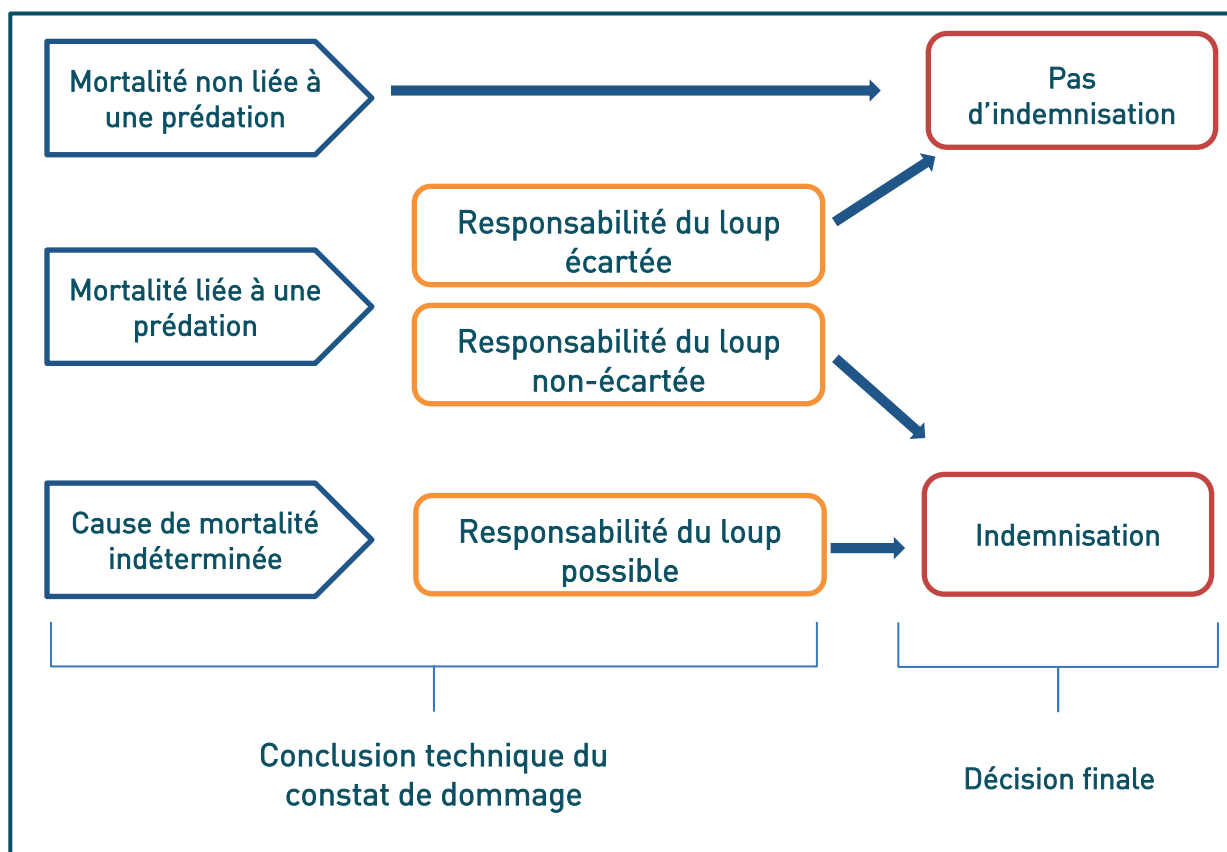 Mortalité non liée à
une prédation
Pas
d'indemnisation
Responsabilité du loup
écartée
Mortalité liée à une
prédation
Responsabilité du loup
non-écartée
Cause de mortalité
indéterminée
Responsabilité du loup
possible
Indemnisation
Conclusion technique du
constat de dommage
Décision finale